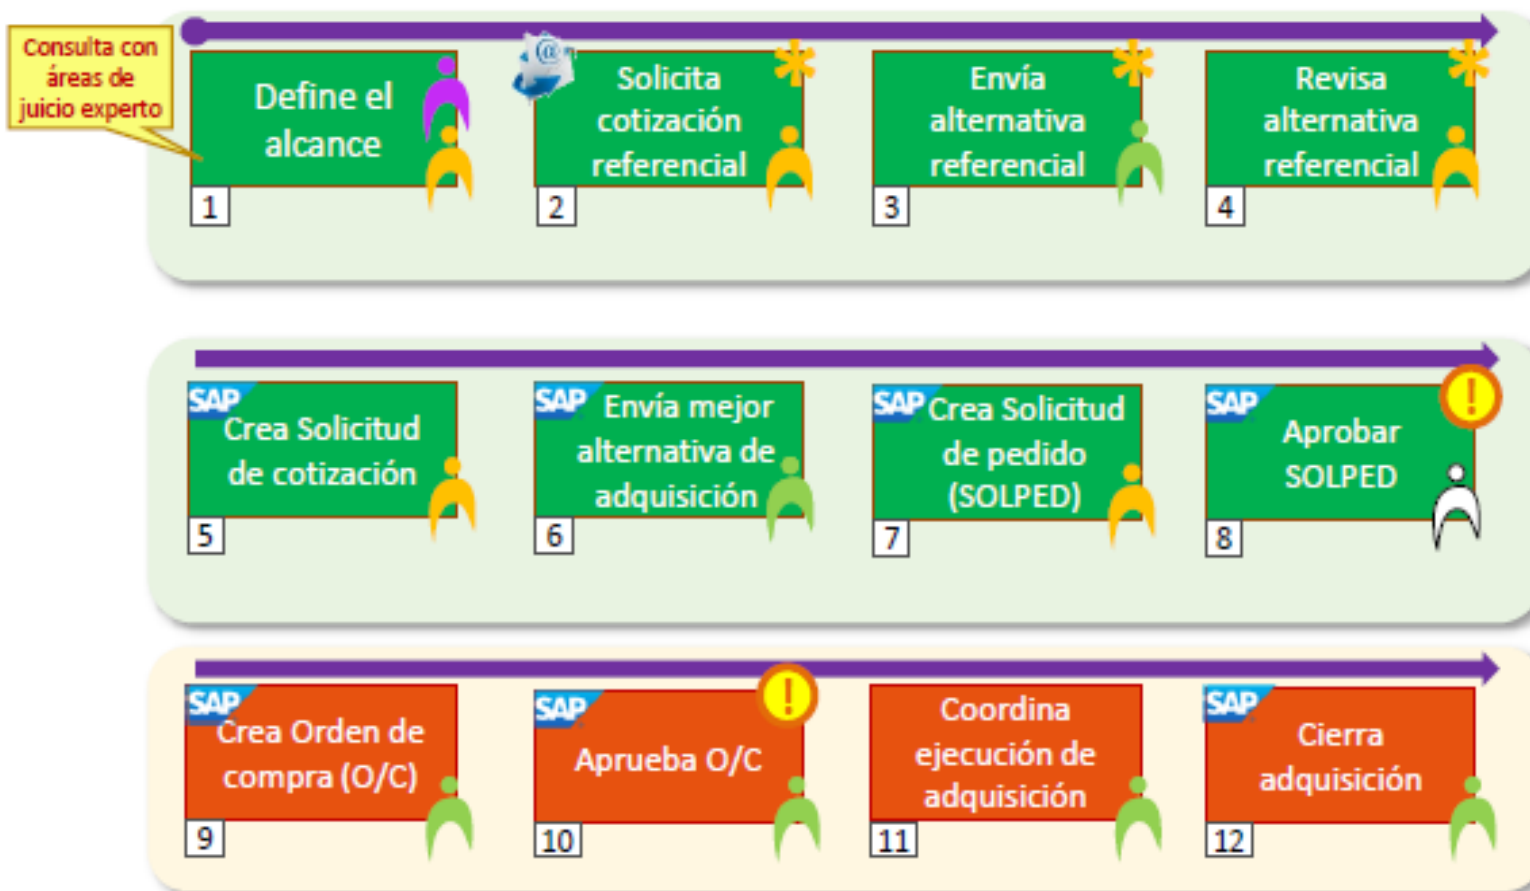 Consulta con
áreas de
juicio experto
Define el
alcance
1
@
Solicita
cotización
referencial
2
Envía
alternativa
referencial
3
Revisa
alternativa
referencial
4
SAP
Crea Solicitud
de cotización
5
SAP
Envía mejor
alternativa de
adquisición
6
SAP
Crea Solicitud
de pedido
(SOLPED)
7
SAP
!
Aprobar
SOLPED
8
SAP
Crea Orden de
compra (O/C)
9
SAP
!
Aprueba O/C
10
Coordina
ejecución de
adquisición
11
SAP
Cierra
adquisición
12